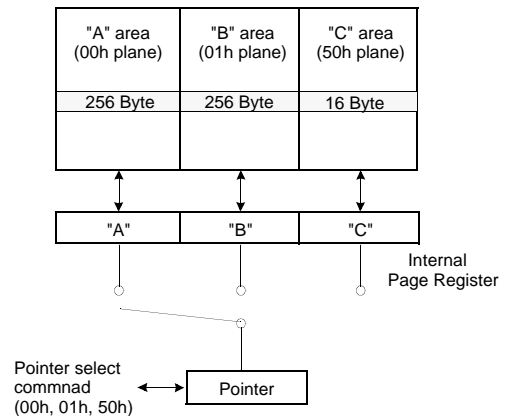 "A" area
(00h plane)
"B" area
(01h plane)
"C" area
(50h plane)
256 Byte
256 Byte
16 Byte
"A"
"B"
"C"
Internal
Page Register
Pointer select
commnad
(00h, 01h, 50h)
Pointer